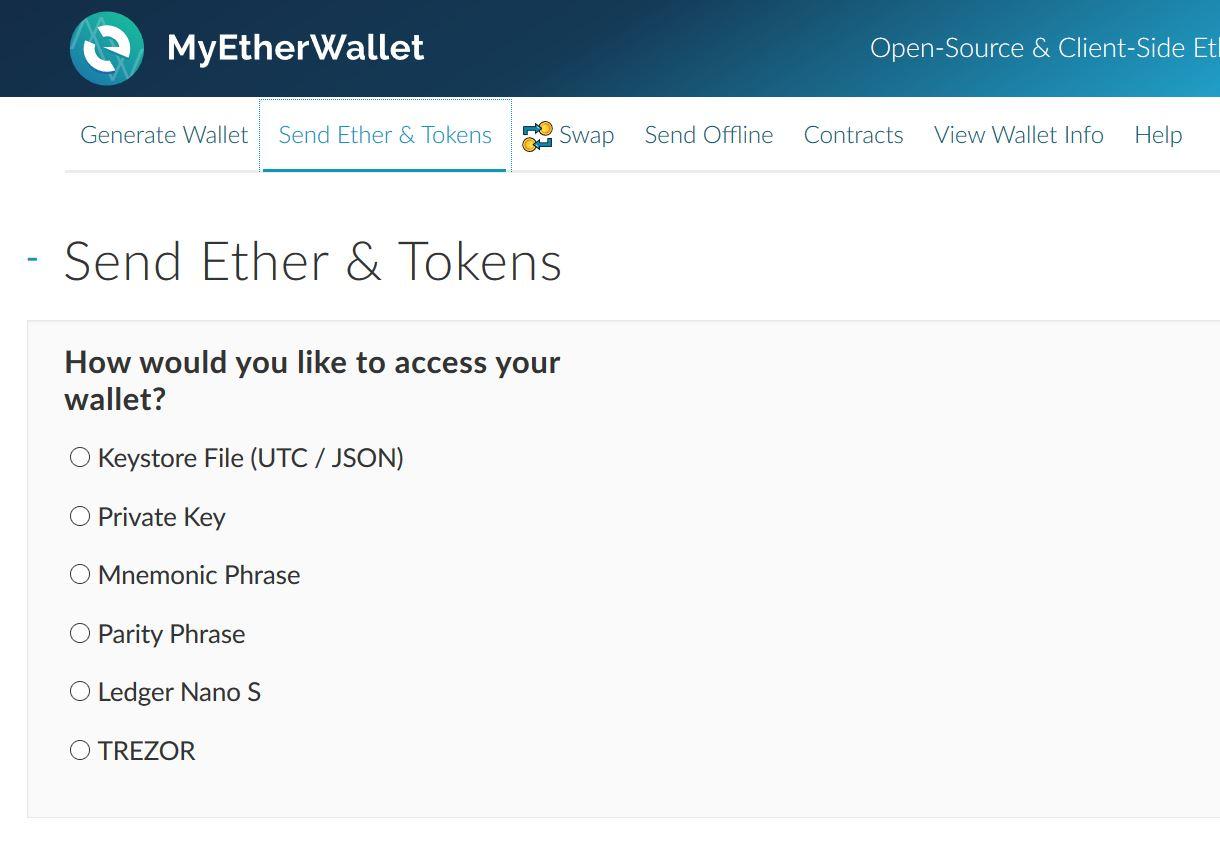 MyEtherWallet
Open-Source & Client-Side Et
Generate Wallet Send Ether & Tokens Swap Send Offline Contracts View Wallet Info Help
- Send Ether & Tokens
How would you like to access your
wallet?
Keystore File (UTC / JSON)
Private Key
Mnemonic Phrase
Parity Phrase
Ledger Nano S
TREZOR